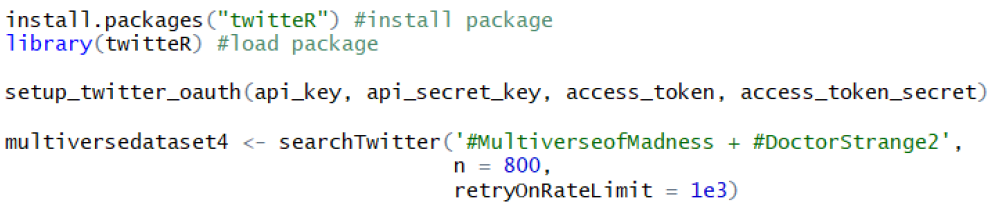 install.packages("twitteR") #install package
library(twitteR) #load package
setup_twitter_oauth(api_key, api_secret_key, access_token, access_token_secret)
multiversedataset4 <- searchTwitter('#MultiverseofMadness + #DoctorStrange2',
n = 800,
retryOnRateLimit = 1e3)